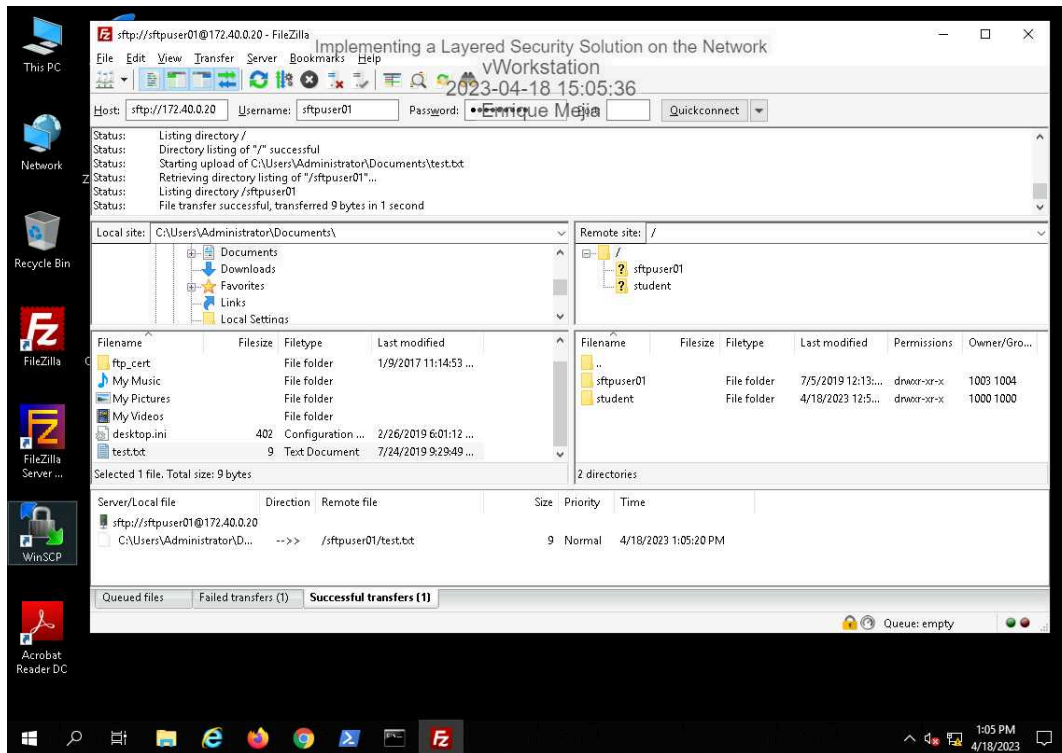 This PC
Network
Recycle Bin
FileZilla
FileZilla
Server ...
WinSCP
Acrobat
Reader DC
sftp://sftpuser01@172.40.0.20 - FileZilla
Implementing a Layered Security Solution on the Network
vWorkstation
2023-04-18 15:05:36
Enrique Mejia
File Edit View Transfer Server Bookmarks Help
Host: sftp://172.40.0.20 Username: sftpuser01 Password: Quickconnect
Status: Listing directory /
Status: Directory listing of "/" successful
Status: Starting upload of C:\Users\Administrator\Documents\test.txt
Status: Retrieving directory listing of "/sftpuser01"...
Status: Listing directory /sftpuser01
Status: File transfer successful, transferred 9 bytes in 1 second
Local site: C:\Users\Administrator\Documents\
Documents
Downloads
Favorites
Links
Local Settings
Remote site: /
/
? sftpuser01
? student
Filename Filesize Filetype Last modified
ftp_cert File folder 1/9/2017 11:14:53 ...
My Music File folder
My Pictures File folder
My Videos File folder
desktop.ini 402 Configuration ... 2/26/2019 6:01:12 ...
test.txt 9 Text Document 7/24/2019 9:29:49 ...
Selected 1 file. Total size: 9 bytes
Filename Filesize Filetype Last modified Permissions Owner/Gro...
..
sftpuser01 File folder 7/5/2019 12:13:... drwxr-xr-x 1003 1004
student File folder 4/18/2023 12:5... drwxr-xr-x 1000 1000
2 directories
Server/Local file Direction Remote file Size Priority Time
sftp://sftpuser01@172.40.0.20
C:\Users\Administrator\D... -->> /sftpuser01/test.txt 9 Normal 4/18/2023 1:05:20 PM
Queued files Failed transfers (1) Successful transfers (1)
Queue: empty
1:05 PM
4/18/2023